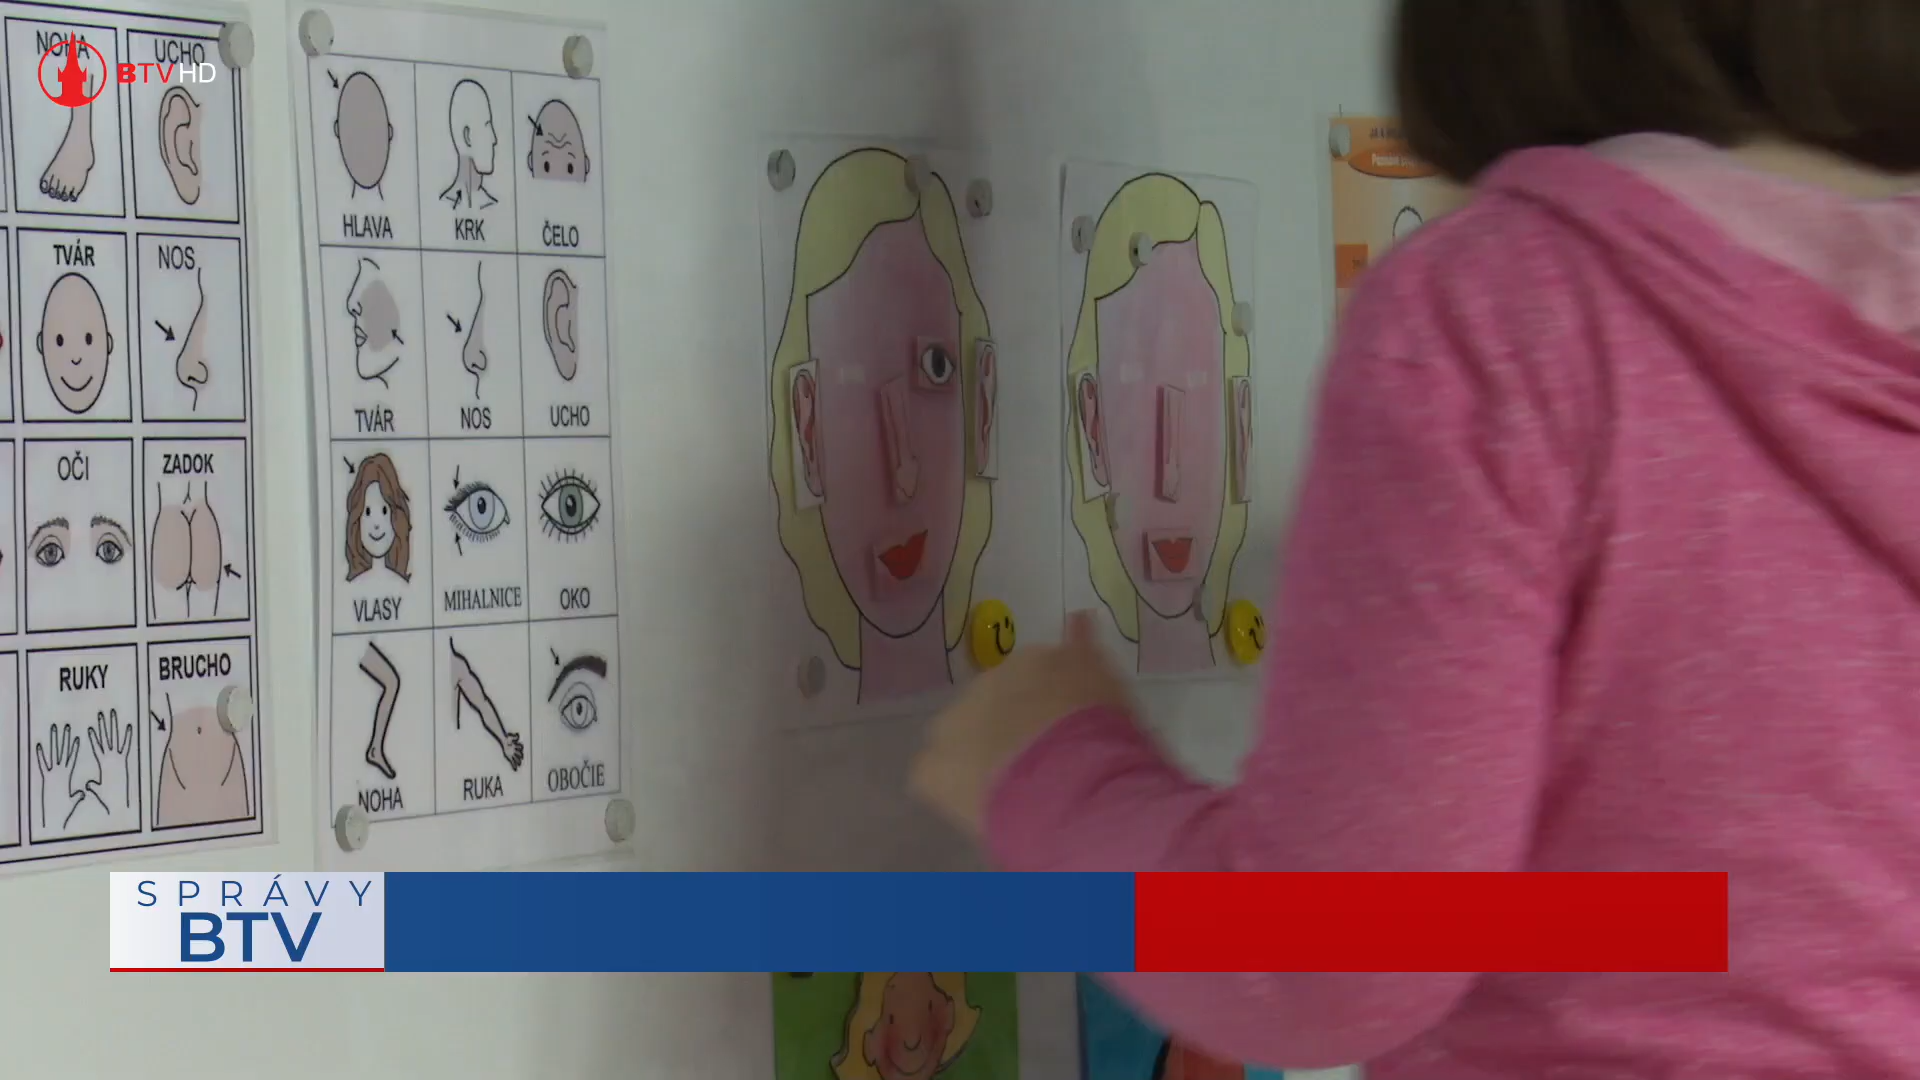 BTV HD
NOHA
UCHO
TVÁR
NOS
OČI
ZADOK
RUKY
BRUCHO
HLAVA
KRK
ČELO
TVÁR
NOS
UCHO
VLASY
MIHALNICE
OKO
NOHA
RUKA
OBOČIE
SPRÁVY
BTV